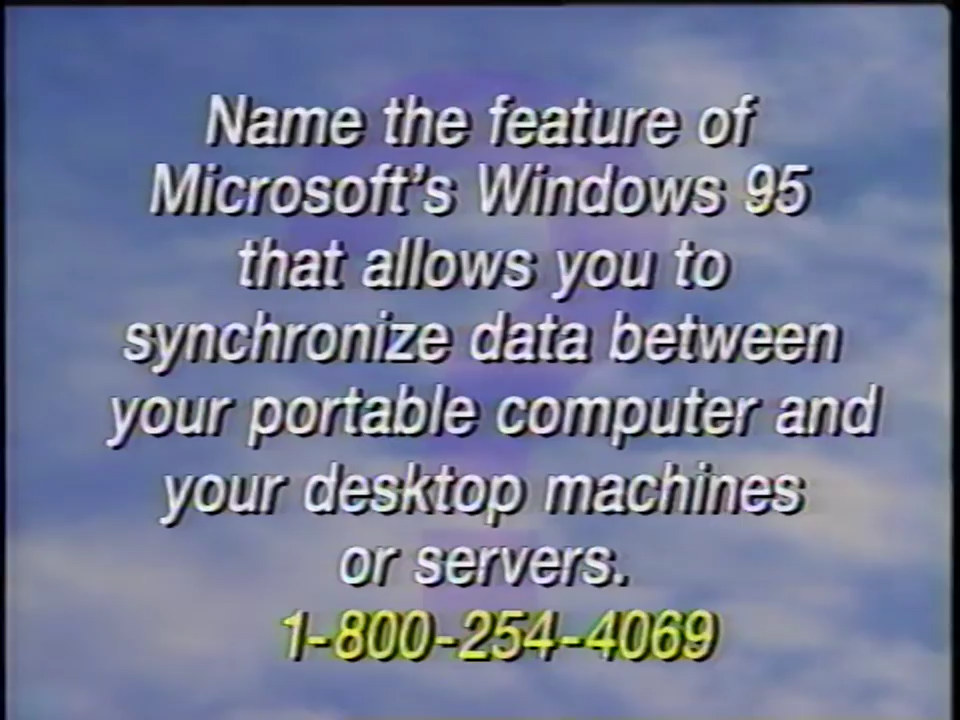 Name the feature of
Microsoft's Windows 95
that allows you to
synchronize data between
your portable computer and
your desktop machines
or servers.
1-800-254-4069